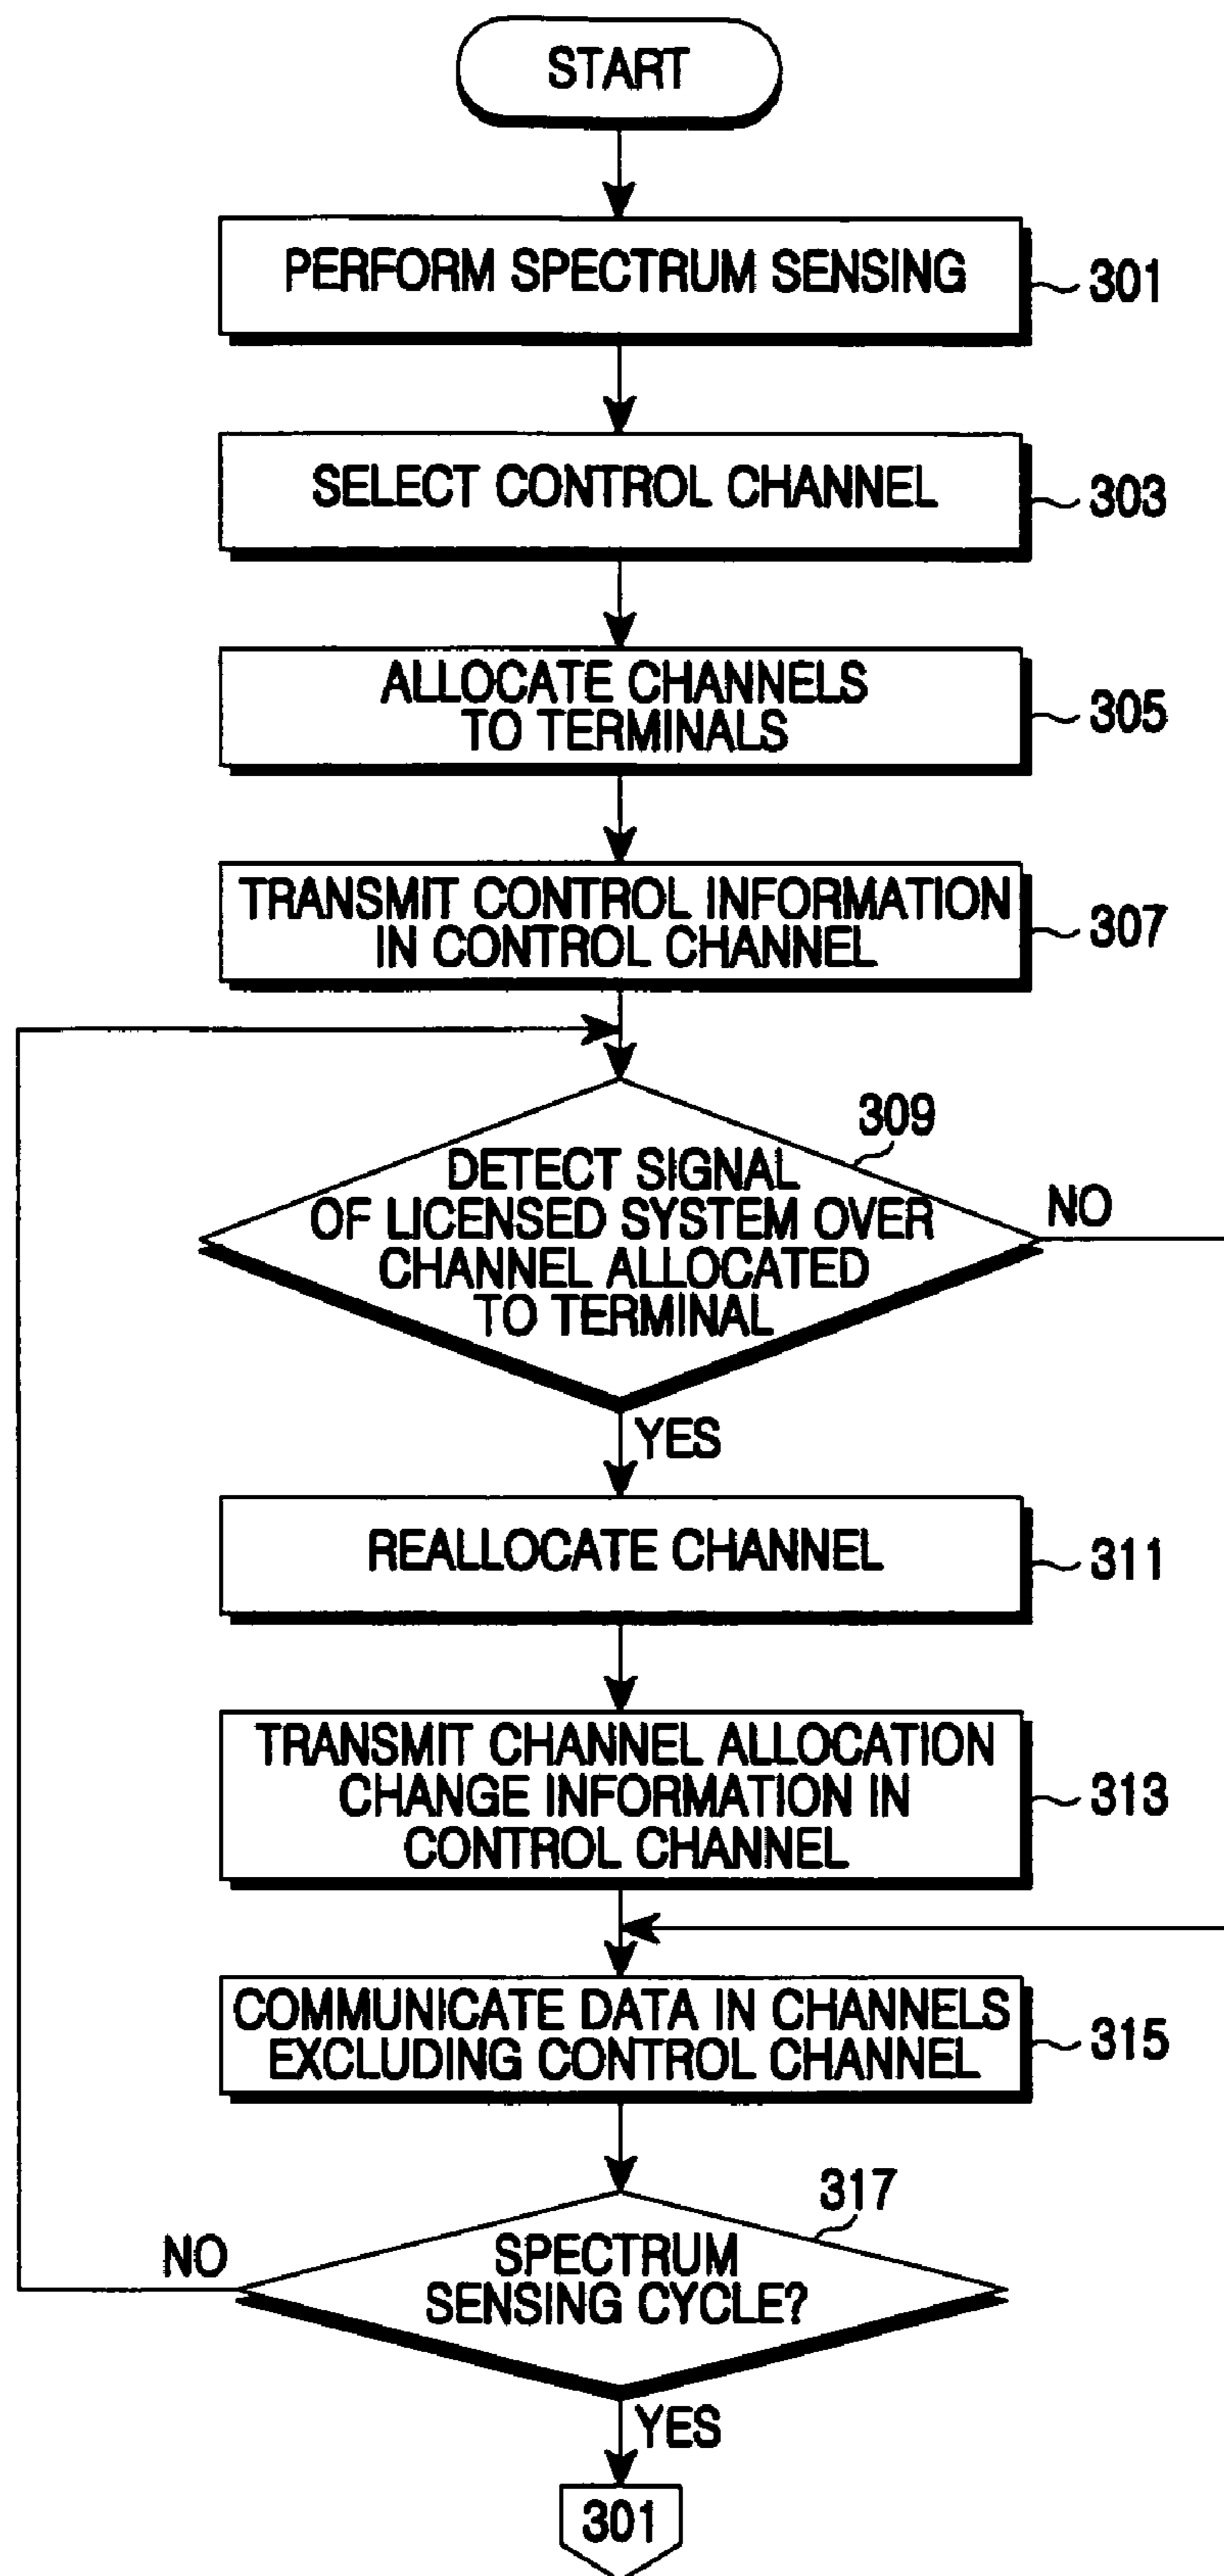 START
PERFORM SPECTRUM SENSING
301
SELECT CONTROL CHANNEL
303
ALLOCATE CHANNELS
TO TERMINALS
305
TRANSMIT CONTROL INFORMATION
IN CONTROL CHANNEL
307
309
DETECT SIGNAL
OF LICENSED SYSTEM OVER
CHANNEL ALLOCATED
TO TERMINAL
NO
YES
REALLOCATE CHANNEL
311
TRANSMIT CHANNEL ALLOCATION
CHANGE INFORMATION IN
CONTROL CHANNEL
313
COMMUNICATE DATA IN CHANNELS
EXCLUDING CONTROL CHANNEL
315
317
NO
SPECTRUM
SENSING CYCLE?
YES
301